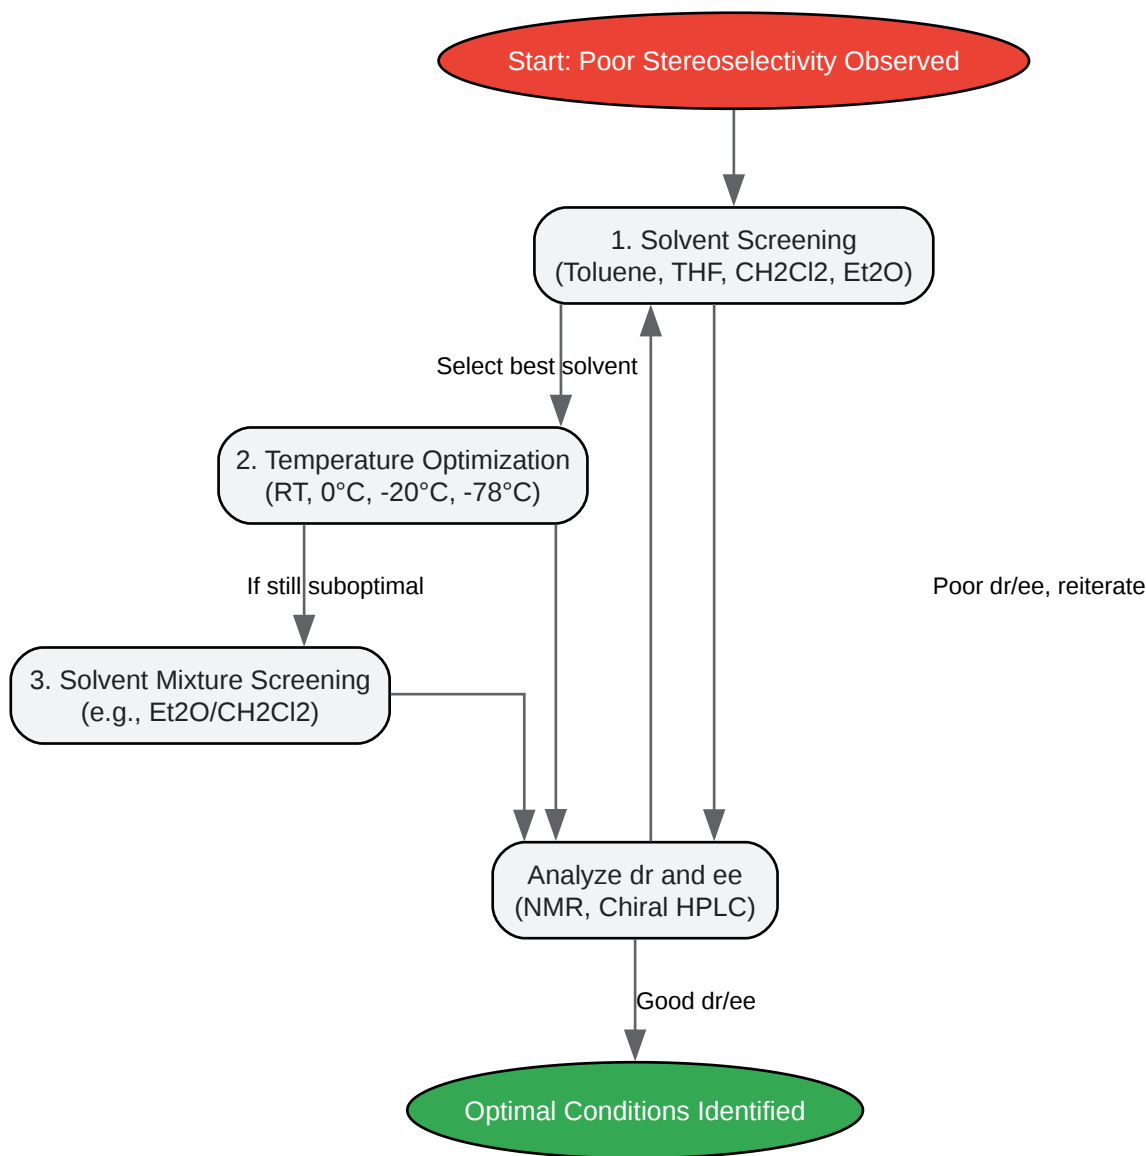 Start: Poor Stereoselectivity Observed
1. Solvent Screening
(Toluene, THF, CH2Cl2, Et2O)
Select best solvent
2. Temperature Optimization
(RT, 0°C, -20°C, -78°C)
If still suboptimal
Poor dr/ee, reiterate
3. Solvent Mixture Screening
(e.g., Et2O/CH2Cl2)
Analyze dr and ee
(NMR, Chiral HPLC)
Good dr/ee
Optimal Conditions Identified